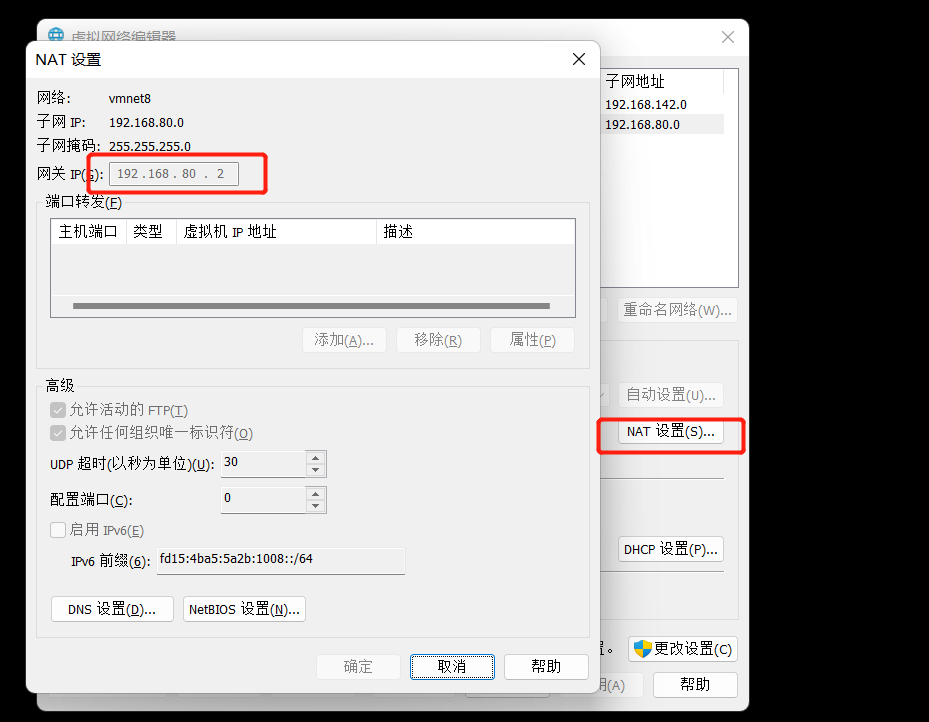 虚拟网络编辑器
NAT 设置
网络: vmnet8
子网 IP: 192.168.80.0
子网掩码: 255.255.255.0
网关 IP(G): 192 . 168 . 80 . 2
端口转发(F)
主机端口 类型 虚拟机 IP 地址 描述
添加(A)... 移除(R) 属性(P)
高级
允许活动的 FTP(T)
允许任何组织唯一标识符(O)
UDP 超时(以秒为单位)(U): 30
配置端口(C): 0
启用 IPv6(E)
IPv6 前缀(6): fd15:4ba5:5a2b:1008::/64
DNS 设置(D)... NetBIOS 设置(N)...
确定 取消 帮助
子网地址
192.168.142.0
192.168.80.0
重命名网络(W)...
自动设置(U)...
NAT 设置(S)...
DHCP 设置(P)...
。 更改设置(C)
(A) 帮助